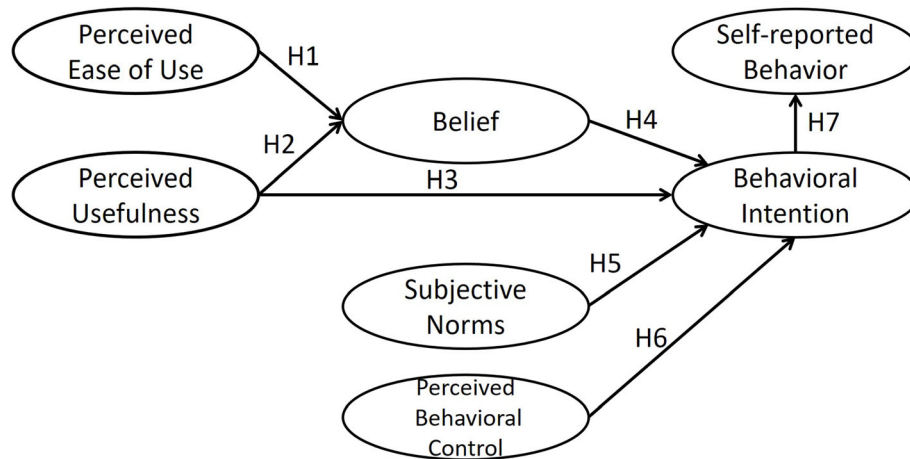 Perceived
Ease of Use
H1
Self-reported
Behavior
H7
Belief
H4
H2
Perceived
Usefulness
H3
Behavioral
Intention
H5
Subjective
Norms
H6
Perceived
Behavioral
Control